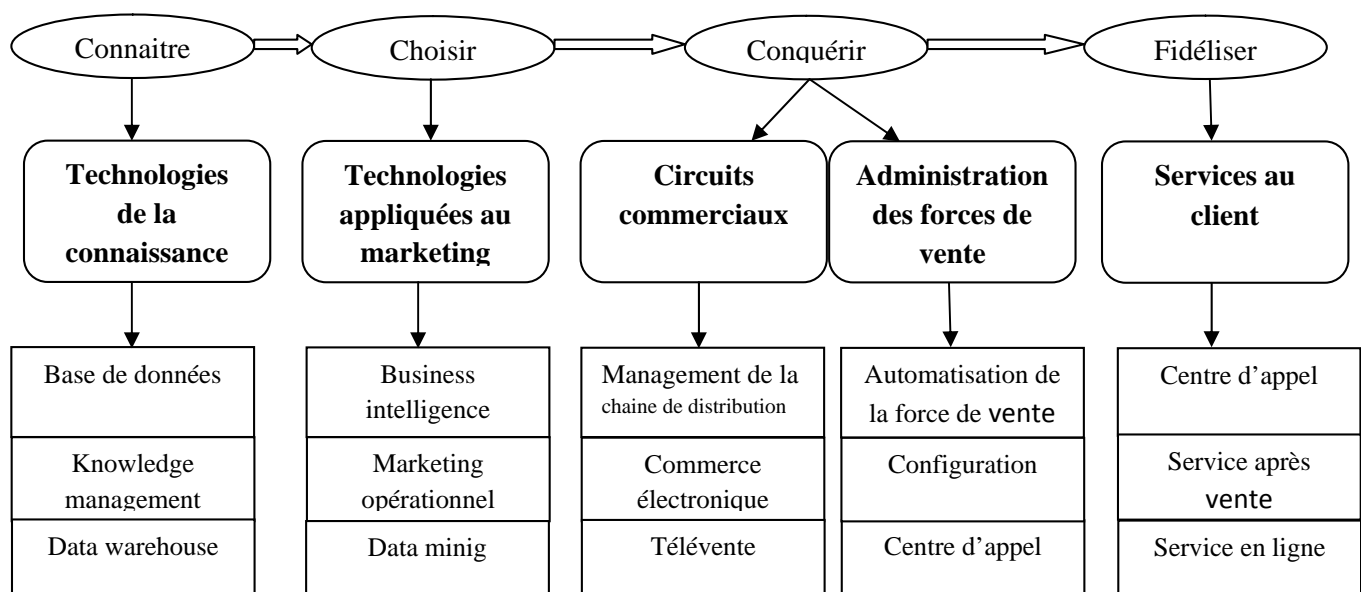 Connaitre
Choisir
Conquérir
Fidéliser
Technologies
de la
connaissance
Technologies
appliquées au
marketing
Circuits
commerciaux
Administration
des forces de
vente
Services au
client
Base de données
Business
intelligence
Management de la
chaine de distribution
Automatisation de
la force de vente
Centre d’appel
Knowledge
management
Marketing
opérationnel
Commerce
électronique
Configuration
Service après
vente
Data warehouse
Data minig
Télévente
Centre d’appel
Service en ligne